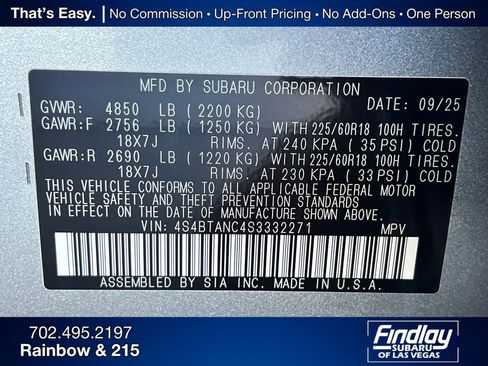 That's Easy. | No Commission • Up-Front Pricing • No Add-Ons • One Person
MFD BY SUBARU CORPORATION
GVWR: 4850 LB ( 2200 KG) DATE: 09/25
GAWR:F 2756 LB ( 1250 KG) WITH 225/60R18 100H TIRES.
18X7J RIMS. AT 240 KPA ( 35 PSI) COLD
GAWR:R 2690 LB ( 1220 KG) WITH 225/60R18 100H TIRES.
18X7J RIMS. AT 230 KPA ( 33 PSI) COLD
THIS VEHICLE CONFORMS TO ALL APPLICABLE FEDERAL MOTOR
VEHICLE SAFETY AND THEFT PREVENTION STANDARDS
IN EFFECT ON THE DATE OF MANUFACTURE SHOWN ABOVE.
VIN: 4S4BTANC4S3332271 MPV
ASSEMBLED BY SIA INC. MADE IN U.S.A.
702.495.2197
Rainbow & 215
Findlay
SUBARU
OF LAS VEGAS